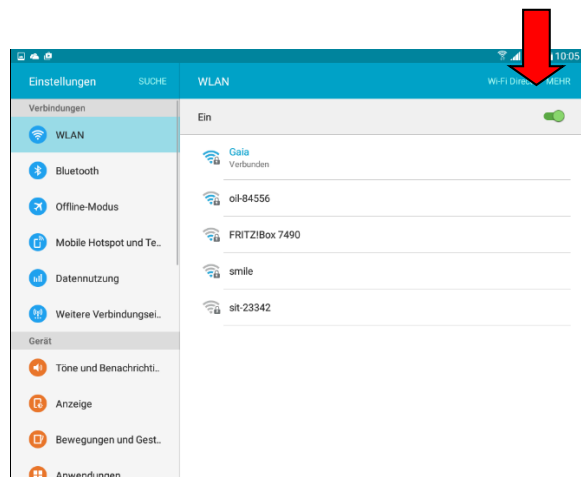 10:05
Einstellungen SUCHE
WLAN
Wi-Fi Direct MEHR
Verbindungen
WLAN
Bluetooth
Offline-Modus
Mobile Hotspot und Te..
Datennutzung
Weitere Verbindungsei..
Gerät
Töne und Benachrichti..
Anzeige
Bewegungen und Gest..
Anwendungen
Ein
Gaia
Verbunden
oil-84556
FRITZ!Box 7490
smile
sit-23342